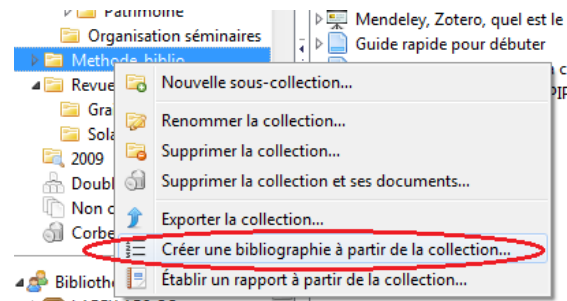 Patrimoine
Organisation séminaires
Methode_biblio
Revue
Gra
Sola
2009
Doubl
Non c
Corbe
Biblioth
Mendeley, Zotero, quel est le
Guide rapide pour débuter
Nouvelle sous-collection...
Renommer la collection...
Supprimer la collection...
Supprimer la collection et ses documents...
Exporter la collection...
Créer une bibliographie à partir de la collection...
Établir un rapport à partir de la collection...